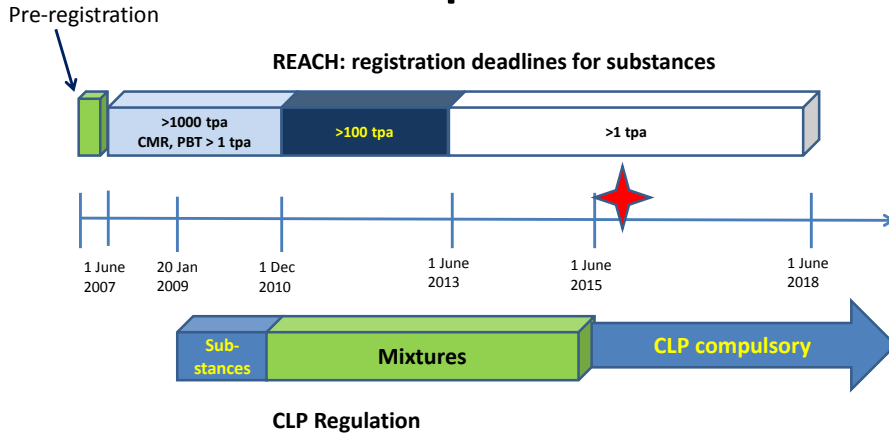 Pre-registration
REACH: registration deadlines for substances
>1000 tpa
CMR, PBT > 1 tpa
>100 tpa
>1 tpa
1 June
2007
20 Jan
2009
1 Dec
2010
1 June
2013
1 June
2015
1 June
2018
Sub-
stances
Mixtures
CLP compulsory
CLP Regulation